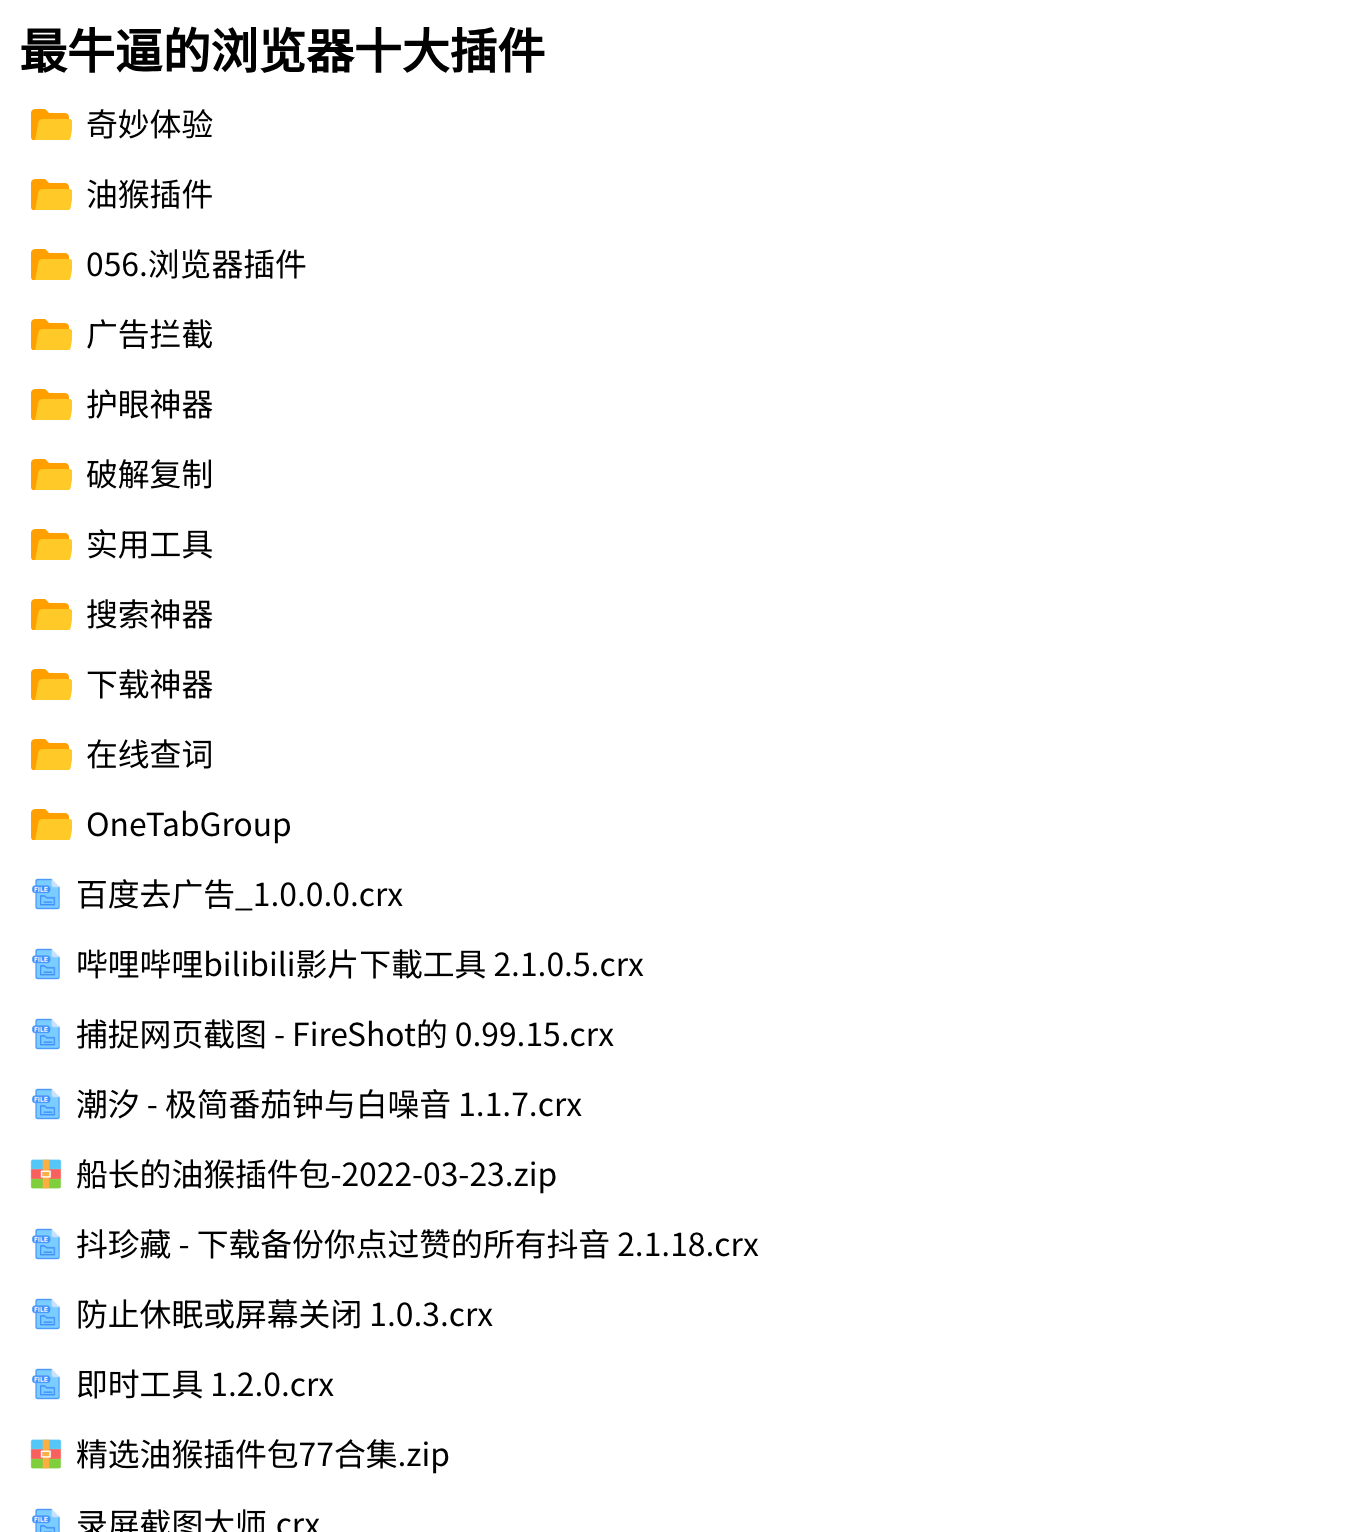 最牛逼的浏览器十大插件
奇妙体验
油猴插件
056.浏览器插件
广告拦截
护眼神器
破解复制
实用工具
搜索神器
下载神器
在线查词
OneTabGroup
百度去广告_1.0.0.0.crx
哔哩哔哩bilibili影片下載工具 2.1.0.5.crx
捕捉网页截图 - FireShot的 0.99.15.crx
潮汐 - 极简番茄钟与白噪音 1.1.7.crx
船长的油猴插件包-2022-03-23.zip
抖珍藏 - 下载备份你点过赞的所有抖音 2.1.18.crx
防止休眠或屏幕关闭 1.0.3.crx
即时工具 1.2.0.crx
精选油猴插件包77合集.zip
录屏截图大师.crx